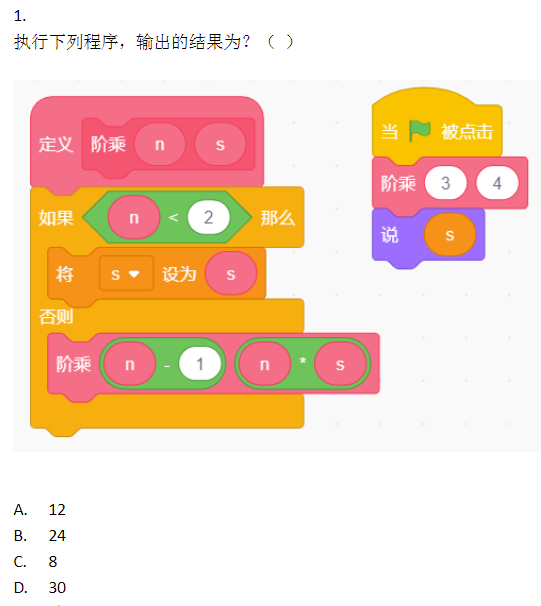 1.
执行下列程序，输出的结果为？（ ）
定义 阶乘 n s
如果 n < 2 那么
将 s 设为 s
否则
阶乘 n - 1 n * s
当 被点击
阶乘 3 4
说 s
A. 12
B. 24
C. 8
D. 30